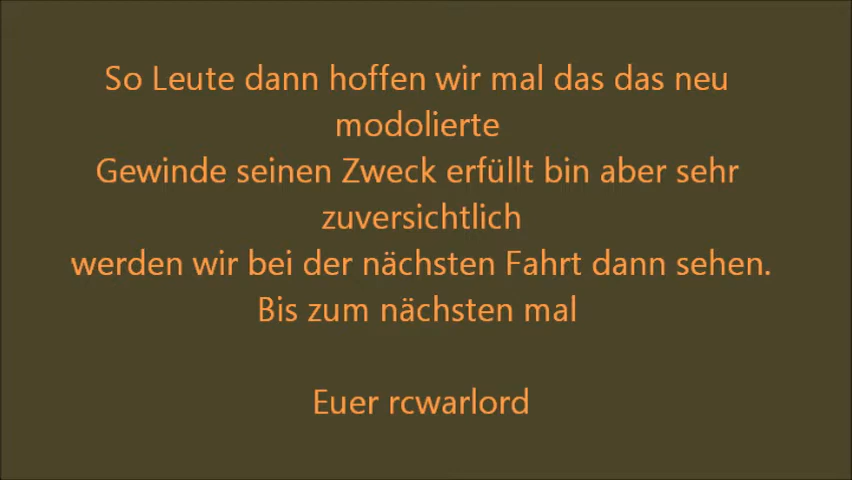 So Leute dann hoffen wir mal das das neu
modolierte
Gewinde seinen Zweck erfüllt bin aber sehr
zuversichtlich
werden wir bei der nächsten Fahrt dann sehen.
Bis zum nächsten mal
Euer rcwarlord